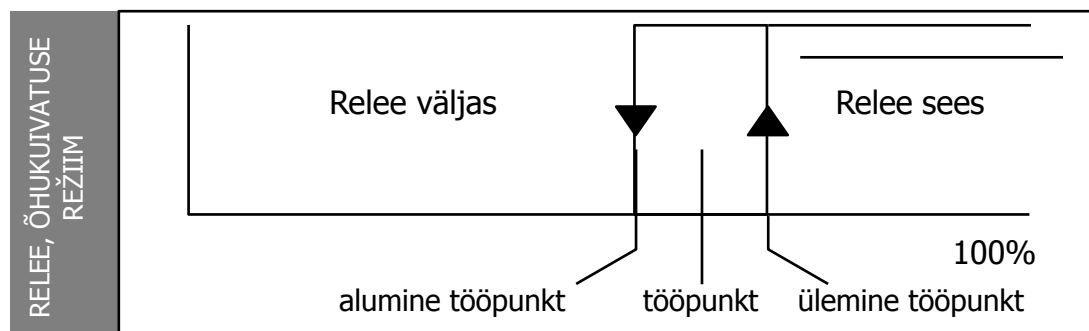 RELEE, ÕHUKUIVATUSE
REŽIIM
Relee väljas
Relee sees
100%
alumine tööpunkt
tööpunkt
ülemine tööpunkt